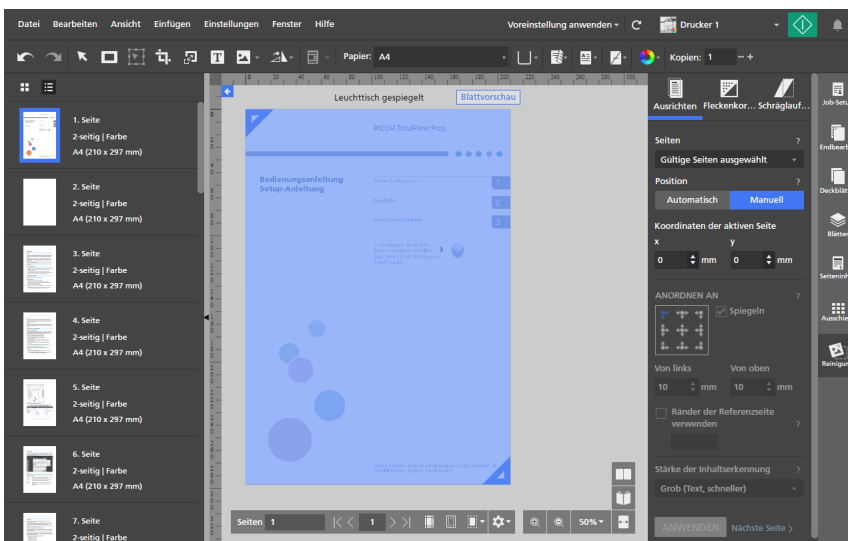 Datei Bearbeiten Ansicht Einfügen Einstellungen Fenster Hilfe Voreinstellung anwenden Drucker 1
Papier: A4 Kopien: 1
1. Seite
2-seitig | Farbe
A4 (210 x 297 mm)
2. Seite
2-seitig | Farbe
A4 (210 x 297 mm)
3. Seite
2-seitig | Farbe
A4 (210 x 297 mm)
4. Seite
2-seitig | Farbe
A4 (210 x 297 mm)
5. Seite
2-seitig | Farbe
A4 (210 x 297 mm)
6. Seite
2-seitig | Farbe
A4 (210 x 297 mm)
7. Seite
2-seitig | Farbe
Leuchttisch gespiegelt Blattvorschau
RICOH TotalFlow Prep
Bedienungsanleitung
Setup-Anleitung
1
2
3
Seiten 1 1 50%
Ausrichten Fleckenkor... Schräglauf...
Seiten ?
Gültige Seiten ausgewählt
Position ?
Automatisch Manuell
Koordinaten der aktiven Seite
x y
0 mm 0 mm
ANORDNEN AN ?
Spiegeln
Von links Von oben
10 mm 10 mm
Ränder der Referenzseite
verwenden ?
Stärke der Inhaltserkennung ?
Grob (Text, schneller)
ANWENDEN Nächste Seite >
Job-Setu
Endbearb
Deckblät
Blätter
Seiteninh
Ausschie
Reinigun